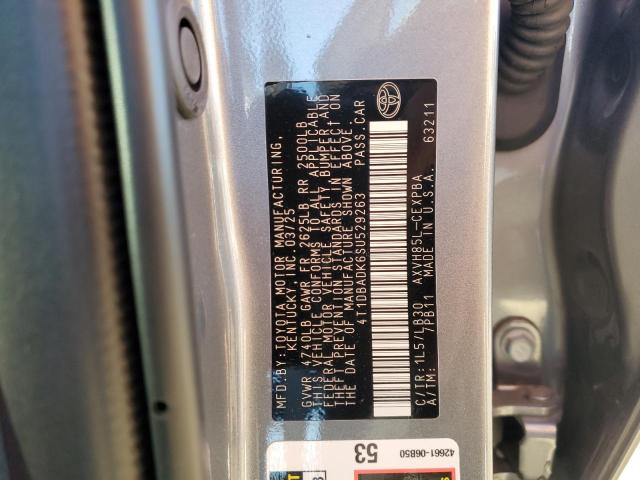 MFD. BY: TOYOTA MOTOR MANUFACTURING,
KENTUCKY, INC. 03/25
GVWR 4740LB GAWR FR 2625LB RR 2500LB
THIS VEHICLE CONFORMS TO ALL APPLICABLE
FEDERAL MOTOR VEHICLE SAFETY, BUMPER AND
THEFT PREVENTION STANDARDS IN EFFECT ON
THE DATE OF MANUFACTURE SHOWN ABOVE.
4T1DBADK6SU529263 PASS. CAR
C/TR: 1L5/LB30 AXVH85L-CEXPBA
A/TM: 7PB11 MADE IN U.S.A. 63211
53
42661-06B50